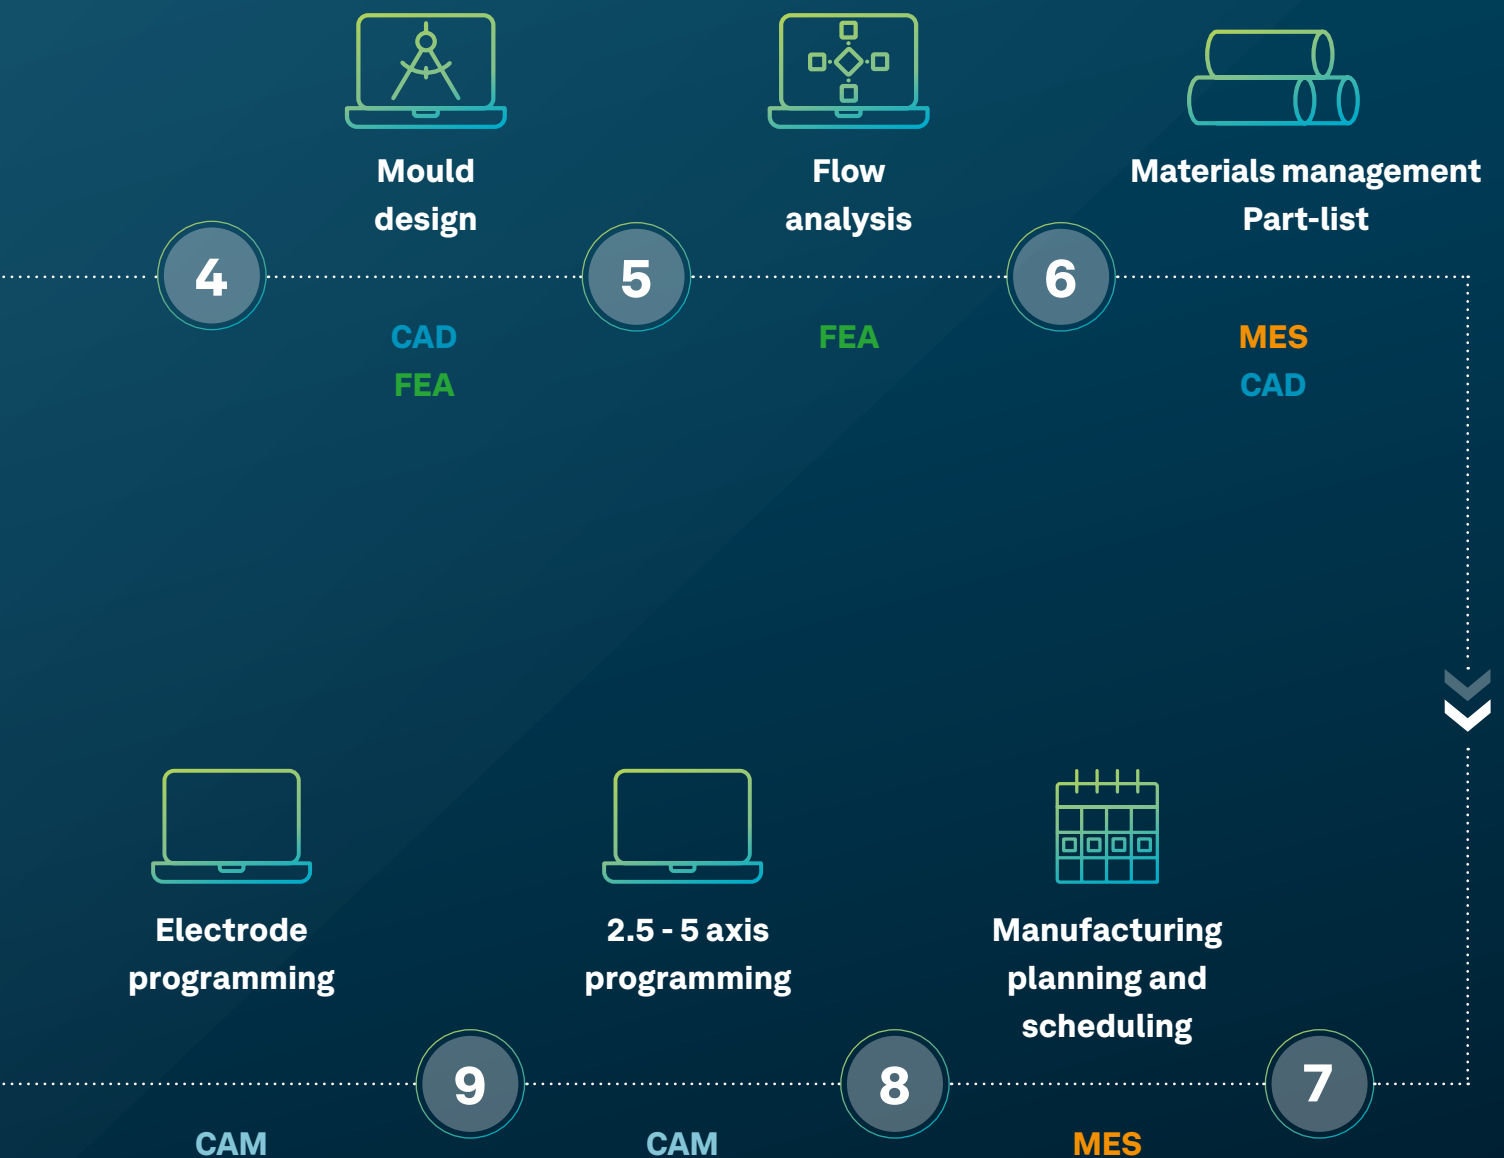 Mould
design
Flow
analysis
Materials management
Part-list
4
5
6
CAD
FEA
FEA
MES
CAD
Electrode
programming
2.5 - 5 axis
programming
Manufacturing
planning and
scheduling
9
8
7
CAM
CAM
MES